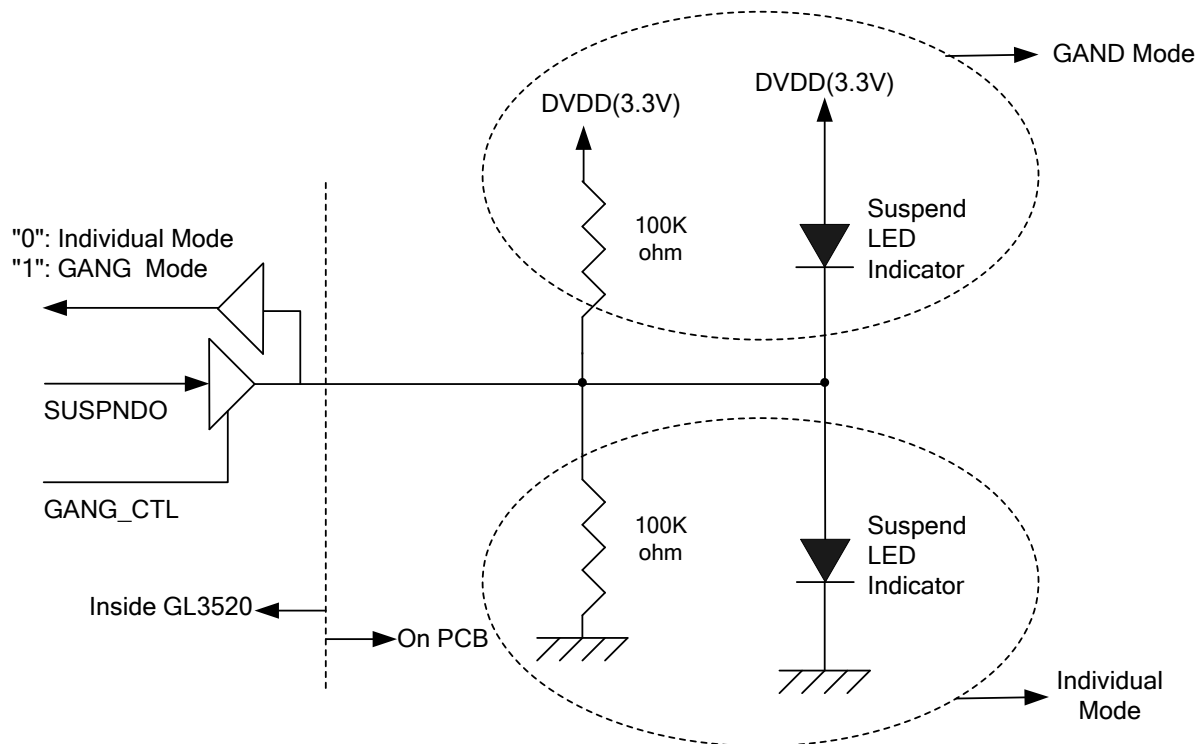 GAND Mode
DVDD(3.3V)
DVDD(3.3V)
100K
ohm
Suspend
LED
Indicator
"0": Individual Mode
"1": GANG Mode
SUSPNDO
GANG_CTL
100K
ohm
Suspend
LED
Indicator
Inside GL3520
On PCB
Individual
Mode